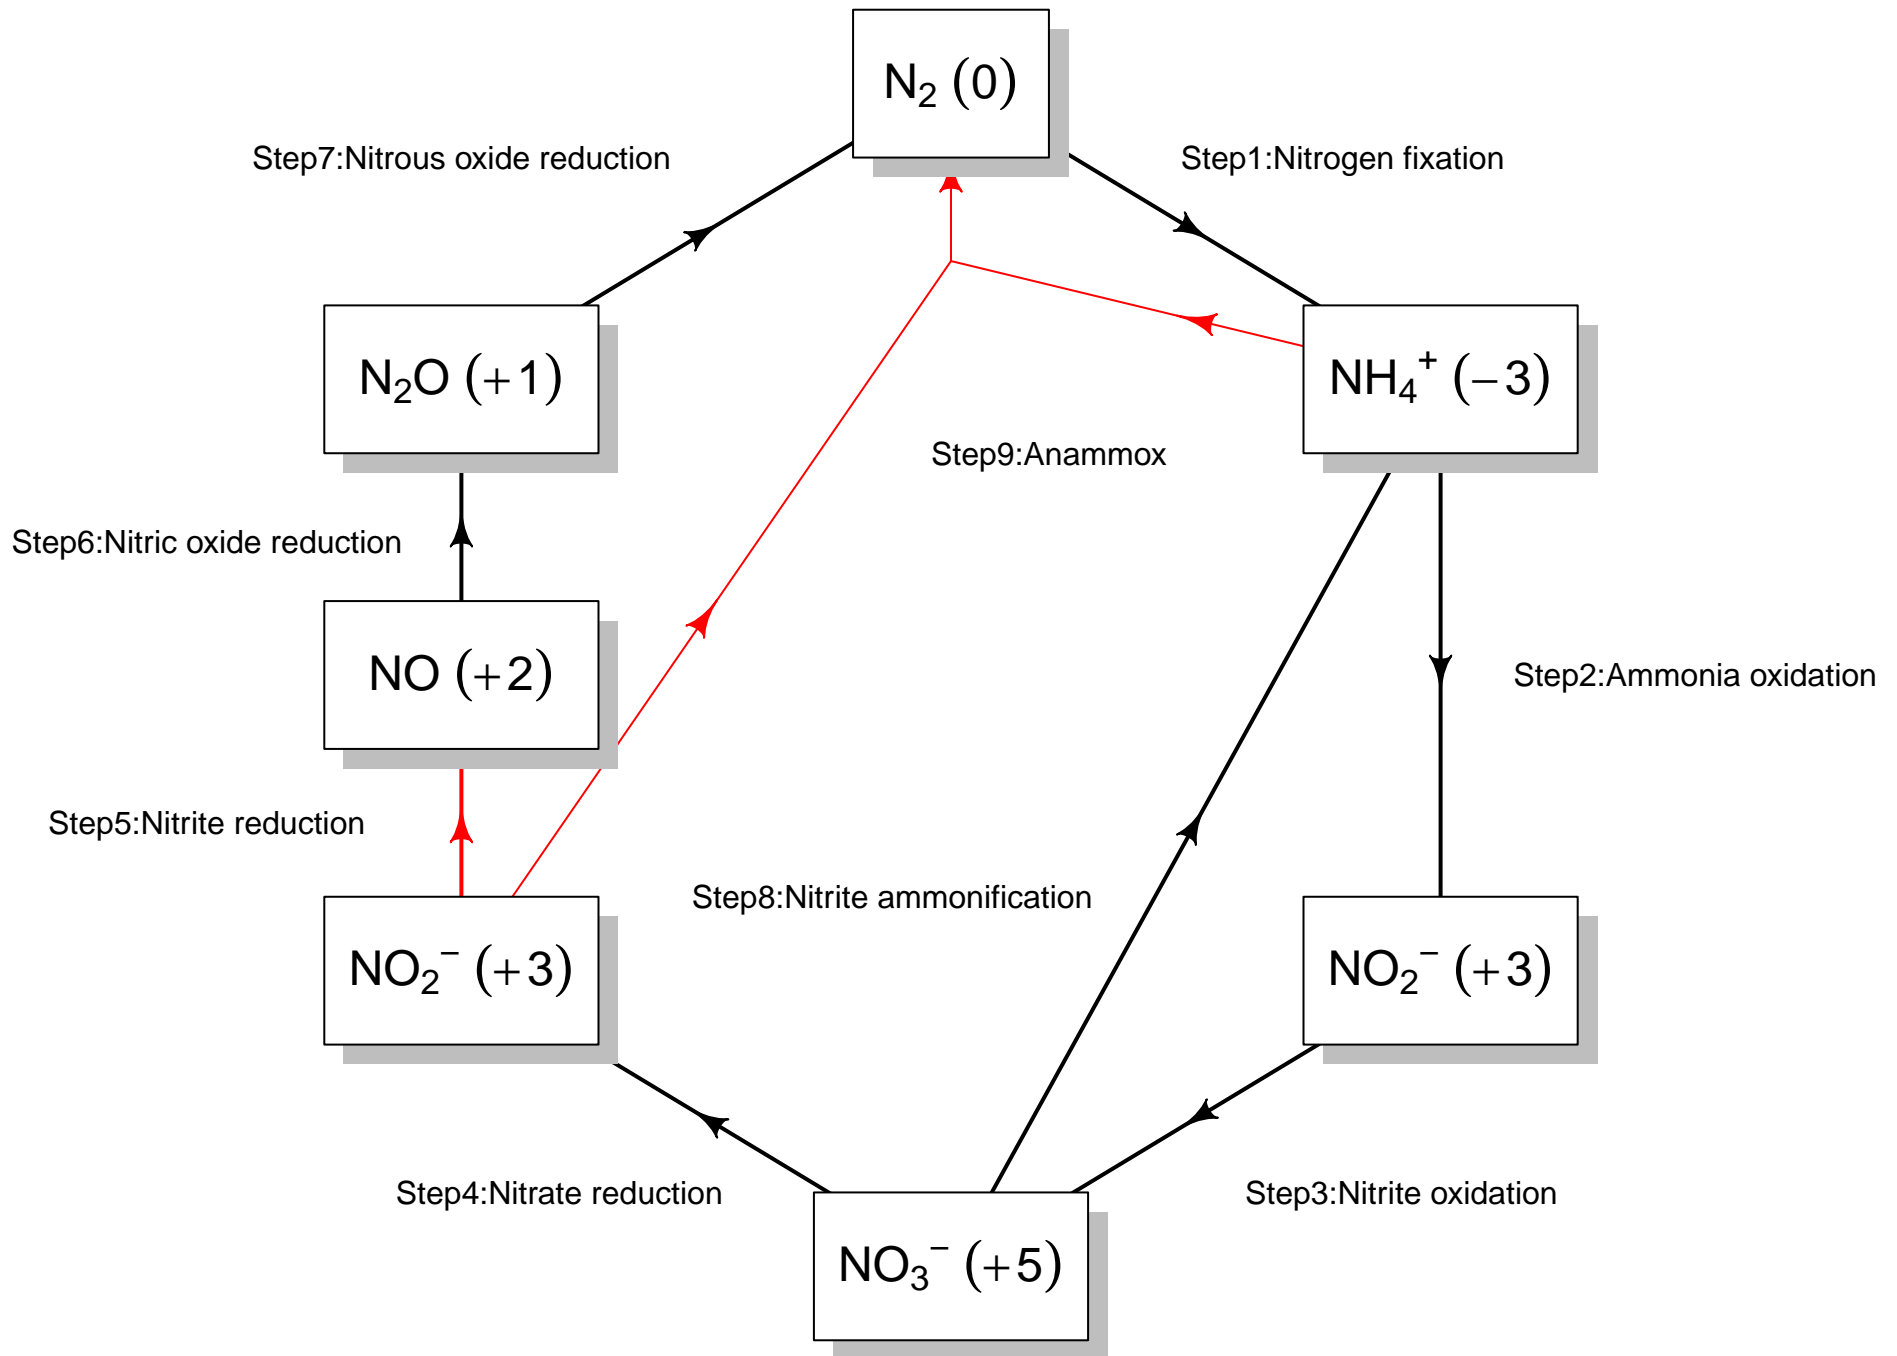 N₂ (0)
Step7:Nitrous oxide reduction
Step1:Nitrogen fixation
N₂O (+1)
NH₄⁺ (−3)
Step9:Anammox
Step6:Nitric oxide reduction
NO (+2)
Step2:Ammonia oxidation
Step5:Nitrite reduction
Step8:Nitrite ammonification
NO₂⁻ (+3)
NO₂⁻ (+3)
Step4:Nitrate reduction
Step3:Nitrite oxidation
NO₃⁻ (+5)